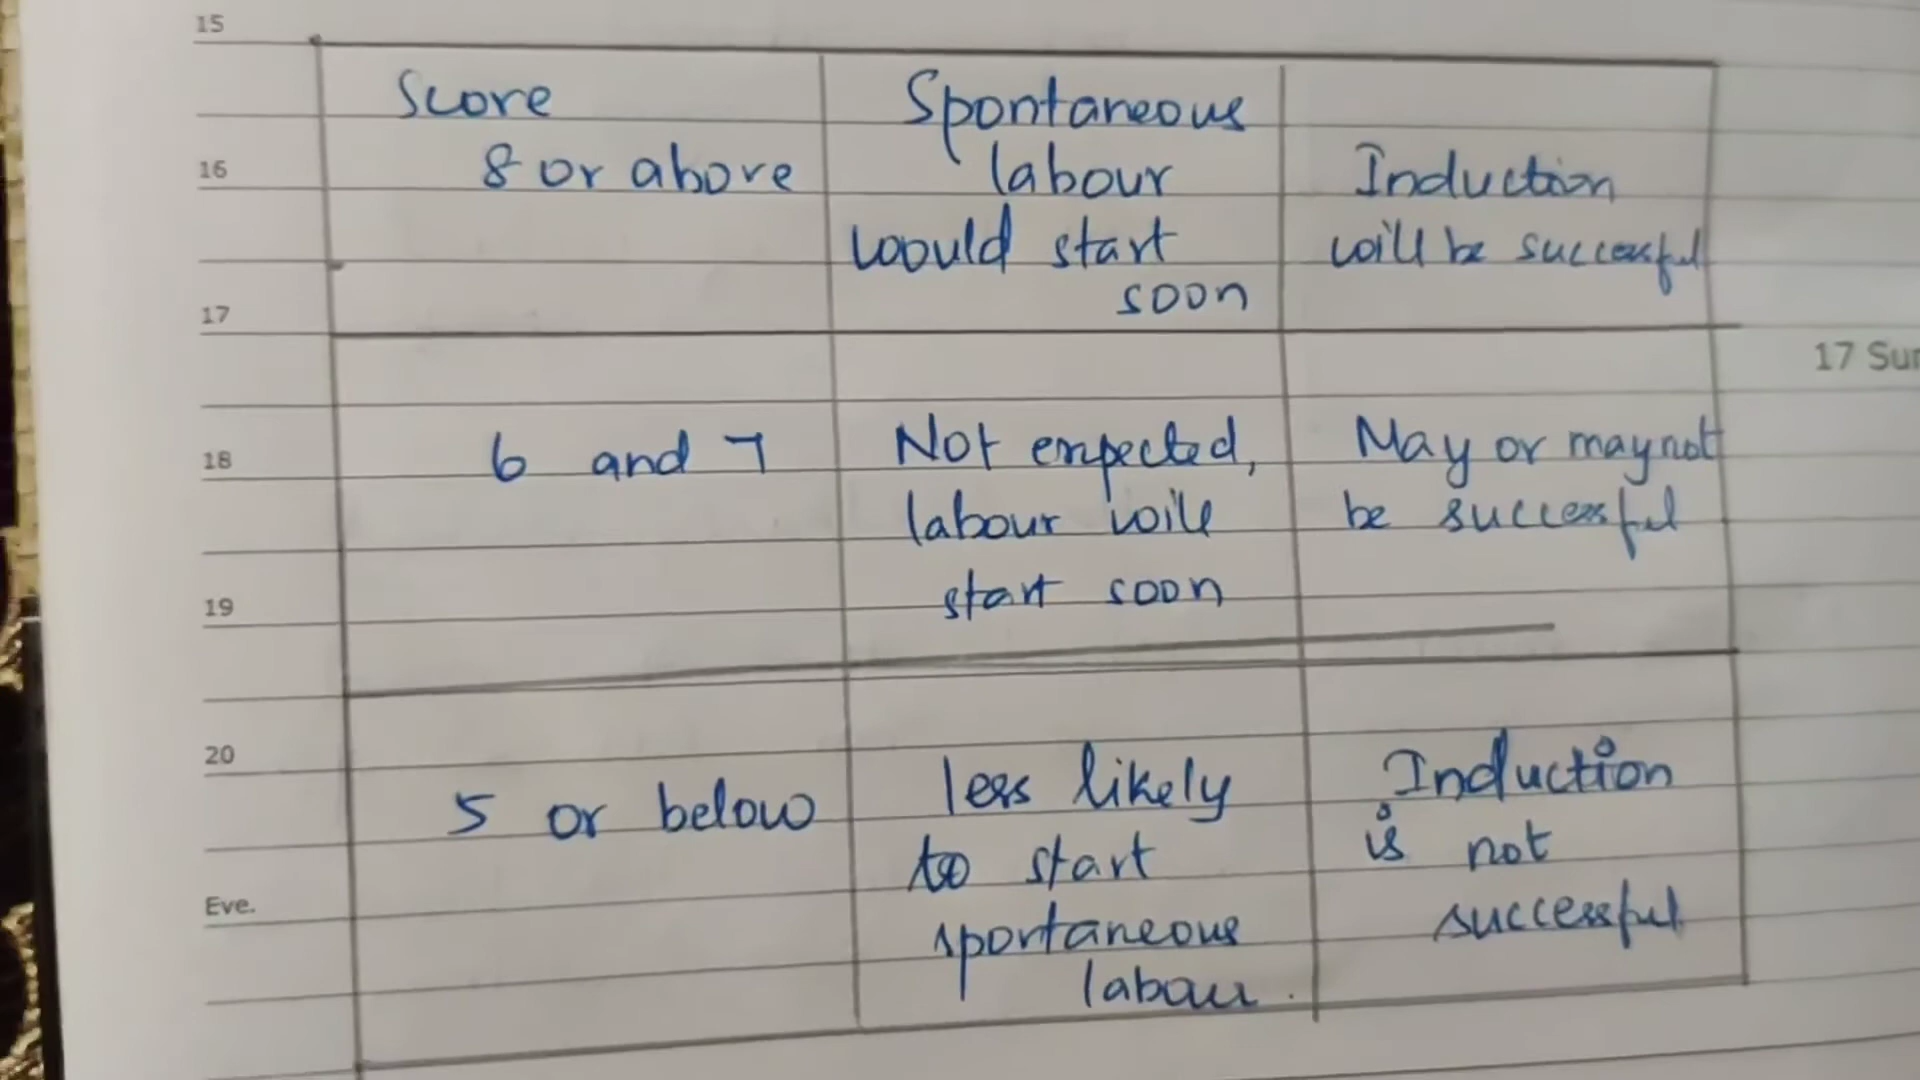 15
Score
8 or above
Spontaneous
labour
would start
soon
Induction
will be successful
16
17
17 Sun
6 and 7
Not expected,
labour will
start soon
May or may not
be successful
18
19
20
5 or below
less likely
to start
spontaneous
labour.
Induction
is not
successful
Eve.